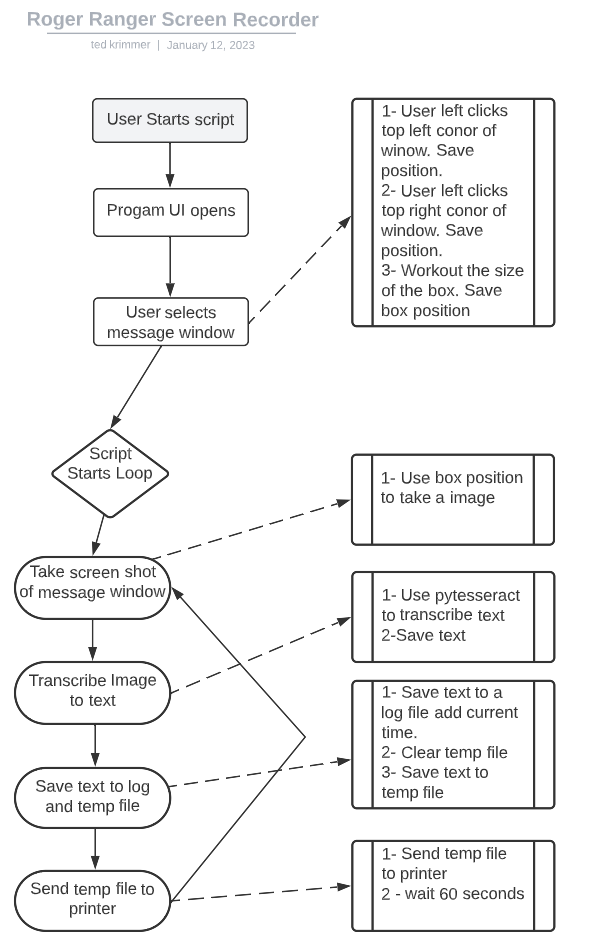 Roger Ranger Screen Recorder
ted krimmer | January 12, 2023
User Starts script
Progam UI opens
User selects
message window
1- User left clicks
top left conor of
winow. Save
position.
2- User left clicks
top right conor of
window. Save
position.
3- Workout the size
of the box. Save
box position
Script
Starts Loop
1- Use box position
to take a image
Take screen shot
of message window
1- Use pytesseract
to transcribe text
2-Save text
Transcribe Image
to text
1- Save text to a
log file add current
time.
2- Clear temp file
3- Save text to
temp file
Save text to log
and temp file
1- Send temp file
to printer
2 - wait 60 seconds
Send temp file to
printer